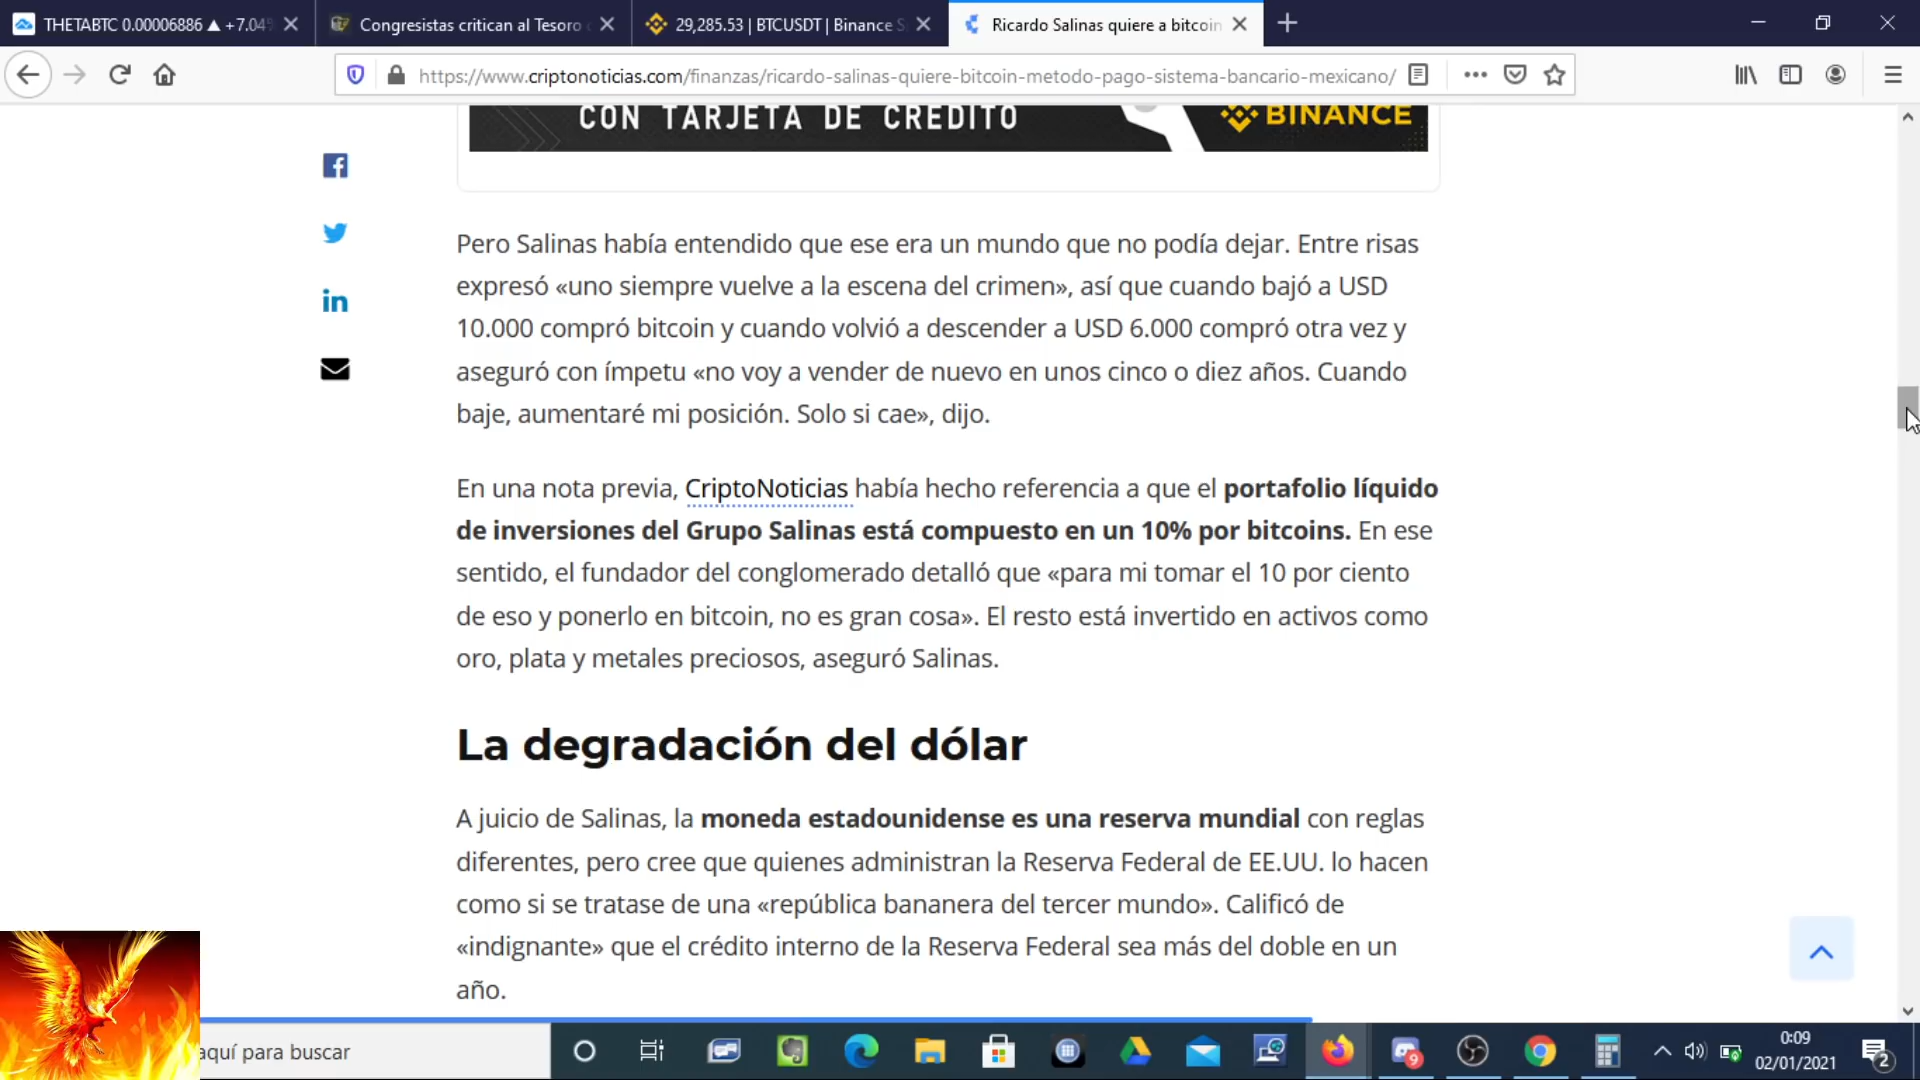 THETABTC 0.00006886 ▲ +7.04%
Congresistas critican al Tesoro
29,285.53 | BTCUSDT | Binance S
Ricardo Salinas quiere a bitcoin
https://www.criptonoticias.com/finanzas/ricardo-salinas-quiere-bitcoin-metodo-pago-sistema-bancario-mexicano/
CON TARJETA DE CRÉDITO
BINANCE
Pero Salinas había entendido que ese era un mundo que no podía dejar. Entre risas
expresó «uno siempre vuelve a la escena del crimen», así que cuando bajó a USD
10.000 compró bitcoin y cuando volvió a descender a USD 6.000 compró otra vez y
aseguró con ímpetu «no voy a vender de nuevo en unos cinco o diez años. Cuando
baje, aumentaré mi posición. Solo si cae», dijo.
En una nota previa, CriptoNoticias había hecho referencia a que el portafolio líquido
de inversiones del Grupo Salinas está compuesto en un 10% por bitcoins. En ese
sentido, el fundador del conglomerado detalló que «para mi tomar el 10 por ciento
de eso y ponerlo en bitcoin, no es gran cosa». El resto está invertido en activos como
oro, plata y metales preciosos, aseguró Salinas.
La degradación del dólar
A juicio de Salinas, la moneda estadounidense es una reserva mundial con reglas
diferentes, pero cree que quienes administran la Reserva Federal de EE.UU. lo hacen
como si se tratase de una «república bananera del tercer mundo». Calificó de
«indignante» que el crédito interno de la Reserva Federal sea más del doble en un
año.
aquí para buscar
9
0:09
02/01/2021
2